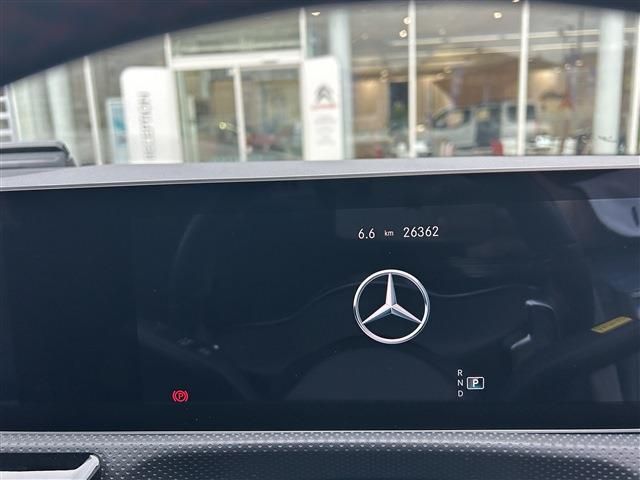 RECEPTION
6.6 km 26362
R
N P
D
(P)